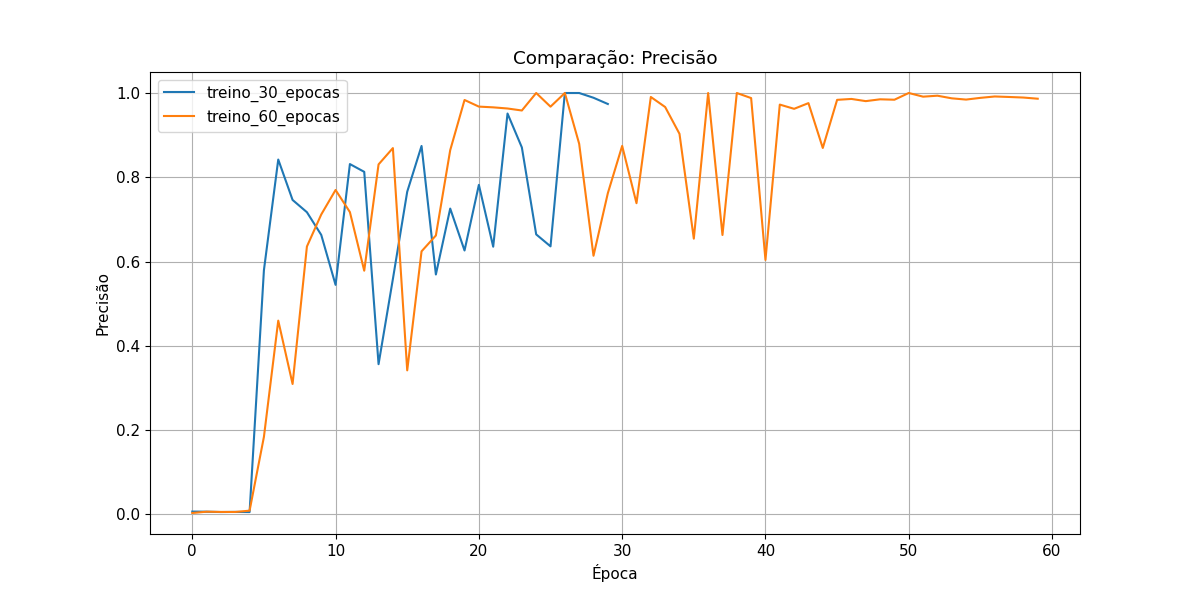 Comparação: Precisão
treino_30_epocas
treino_60_epocas
1.0
0.8
0.6
0.4
0.2
0.0
Precisão
0 10 20 30 40 50 60
Época